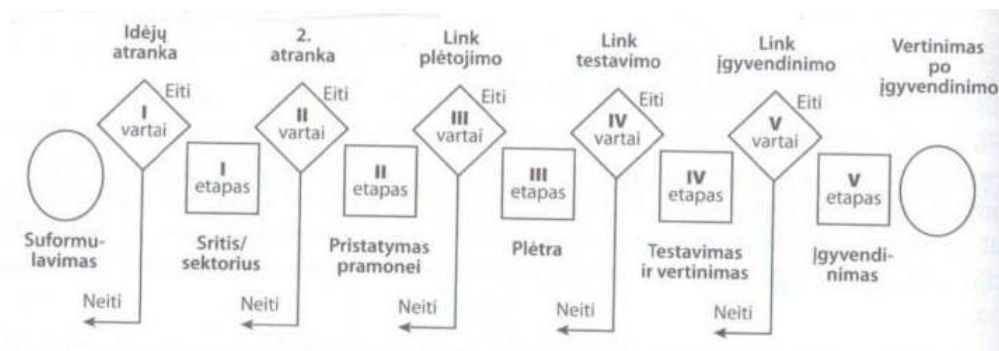 Idėjų
atranka
2.
atranka
Link
plėtojimo
Link
testavimo
Link
įgyvendinimo
Vertinimas
po
įgyvendinimo
Eiti
I
vartai
Eiti
II
vartai
Eiti
III
vartai
Eiti
IV
vartai
Eiti
V
vartai
I
etapas
II
etapas
III
etapas
IV
etapas
V
etapas
Suformu-
lavimas
Sritis/
sektorius
Pristatymas
pramonei
Plėtra
Testavimas
ir vertinimas
Įgyvendi-
nimas
Neiti
Neiti
Neiti
Neiti
Neiti